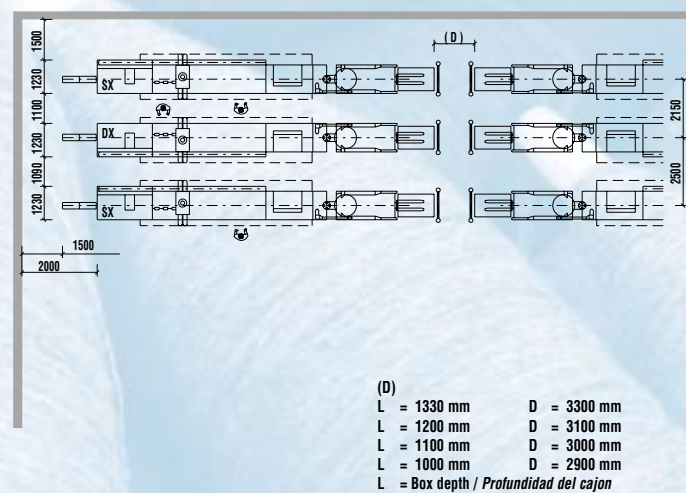 ( D )
1500
1230
1100
1230
1090
1230
SX
DX
SX
2150
2500
1500
2000
(D)
L = 1330 mm D = 3300 mm
L = 1200 mm D = 3100 mm
L = 1100 mm D = 3000 mm
L = 1000 mm D = 2900 mm
L = Box depth / Profundidad del cajon